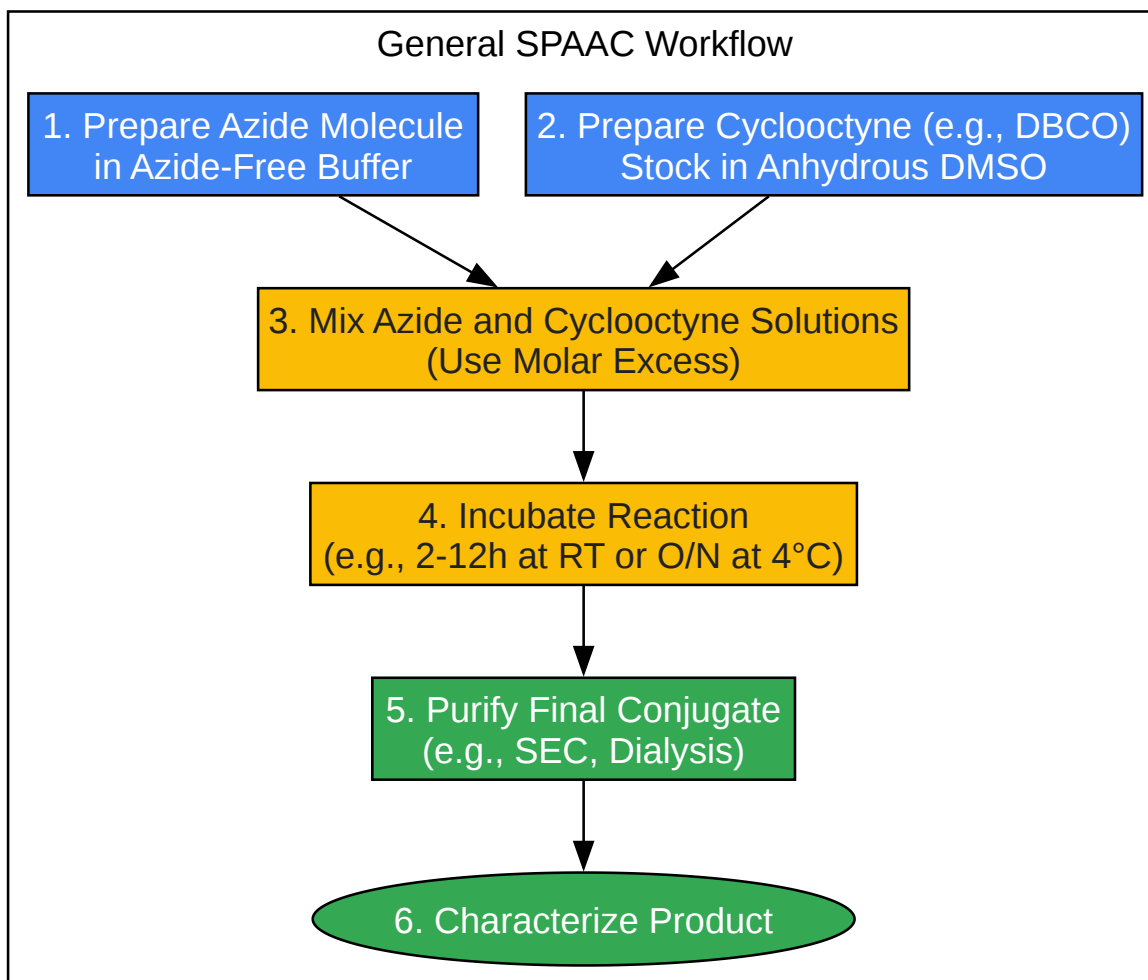 General SPAAC Workflow
1. Prepare Azide Molecule
in Azide-Free Buffer
2. Prepare Cyclooctyne (e.g., DBCO)
Stock in Anhydrous DMSO
3. Mix Azide and Cyclooctyne Solutions
(Use Molar Excess)
4. Incubate Reaction
(e.g., 2-12h at RT or O/N at 4°C)
5. Purify Final Conjugate
(e.g., SEC, Dialysis)
6. Characterize Product